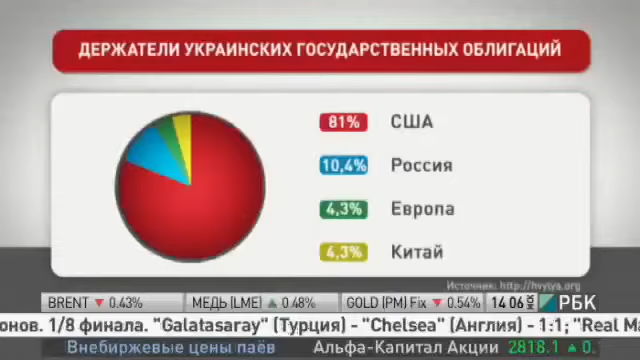 ДЕРЖАТЕЛИ УКРАИНСКИХ ГОСУДАРСТВЕННЫХ ОБЛИГАЦИЙ
81% США
10,4% Россия
4,3% Европа
4,3% Китай
Источник: http://hvylya.org
BRENT ▼ 0.43% МЕДЬ (LME) ▲ 0.48% GOLD (PM) Fix ▼ 0.54% 14 06 МСК РБК
онов. 1/8 финала. "Galatasaray" (Турция) - "Chelsea" (Англия) - 1:1; "Real Ma
Внебиржевые цены паёв Альфа-Капитал Акции 2818.1 ▲ 0.